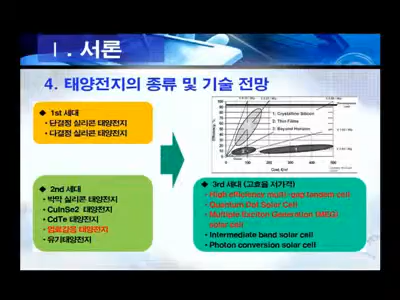 Ⅰ. 서론
4. 태양전지의 종류 및 기술 전망
◆ 1st 세대
• 단결정 실리콘 태양전지
• 다결정 실리콘 태양전지
1: Crystalline Silicon
2: Thin Films
3: Beyond Horizon
◆ 2nd 세대
• 박막 실리콘 태양전지
• CuInSe2 태양전지
• CdTe 태양전지
• 염료감응 태양전지
• 유기태양전지
◆ 3rd 세대 (고효율 저가격)
• High efficiency multi-gap tandem cell
• Quantum Dot Solar Cell
• Multiple Exciton Generation (MEG)
solar cell
• Intermediate band solar cell
• Photon conversion solar cell